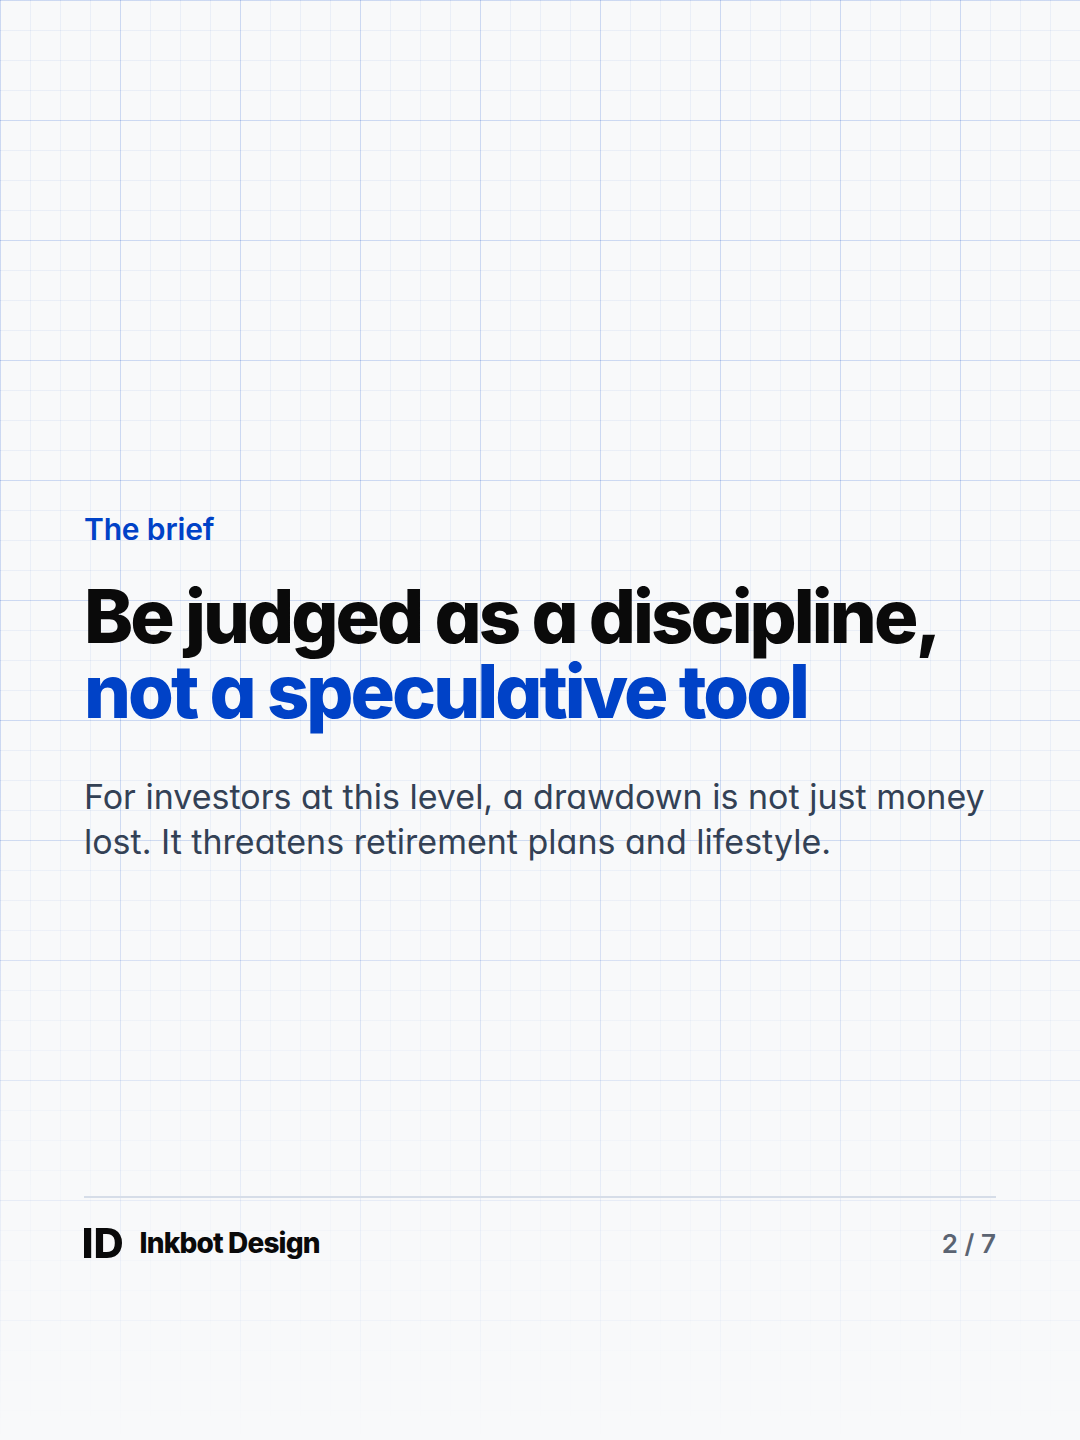 The brief
Be judged as a discipline,
not a speculative tool
For investors at this level, a drawdown is not just money
lost. It threatens retirement plans and lifestyle.
ID Inkbot Design
2 / 7